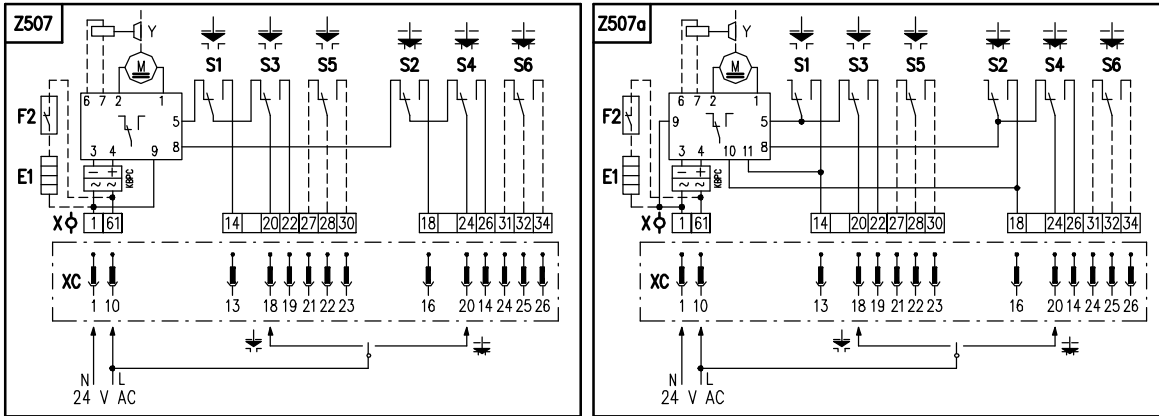 Z507
Y
M
S1 S3 S5 S2 S4 S6
6 7 2 1
F2
5
8
3 4 9
E1
− +
~ ~
KBPC
X 1 61 14 20 22 27 28 30 18 24 26 31 32 34
XC
1 10 13 18 19 21 22 23 16 20 14 24 25 26
N L
24 V AC
Z507a
Y
M
S1 S3 S5 S2 S4 S6
6 7 2 1
F2
9 5
8
3 4 10 11
E1
− +
~ ~
KBPC
X 1 61 14 20 22 27 28 30 18 24 26 31 32 34
XC
1 10 13 18 19 21 22 23 16 20 14 24 25 26
N L
24 V AC